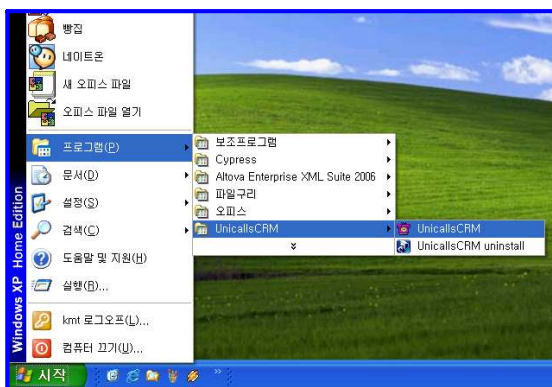 빵집
네이트온
새 오피스 파일
오피스 파일 열기
프로그램(P)
문서(D)
설정(S)
검색(C)
도움말 및 지원(H)
실행(R)...
kmt 로그오프(L)...
컴퓨터 끄기(U)...
Windows XP Home Edition
보조프로그램
Cypress
Altova Enterprise XML Suite 2006
파일구리
오피스
UnicallsCRM
UnicallsCRM
UnicallsCRM uninstall
시작